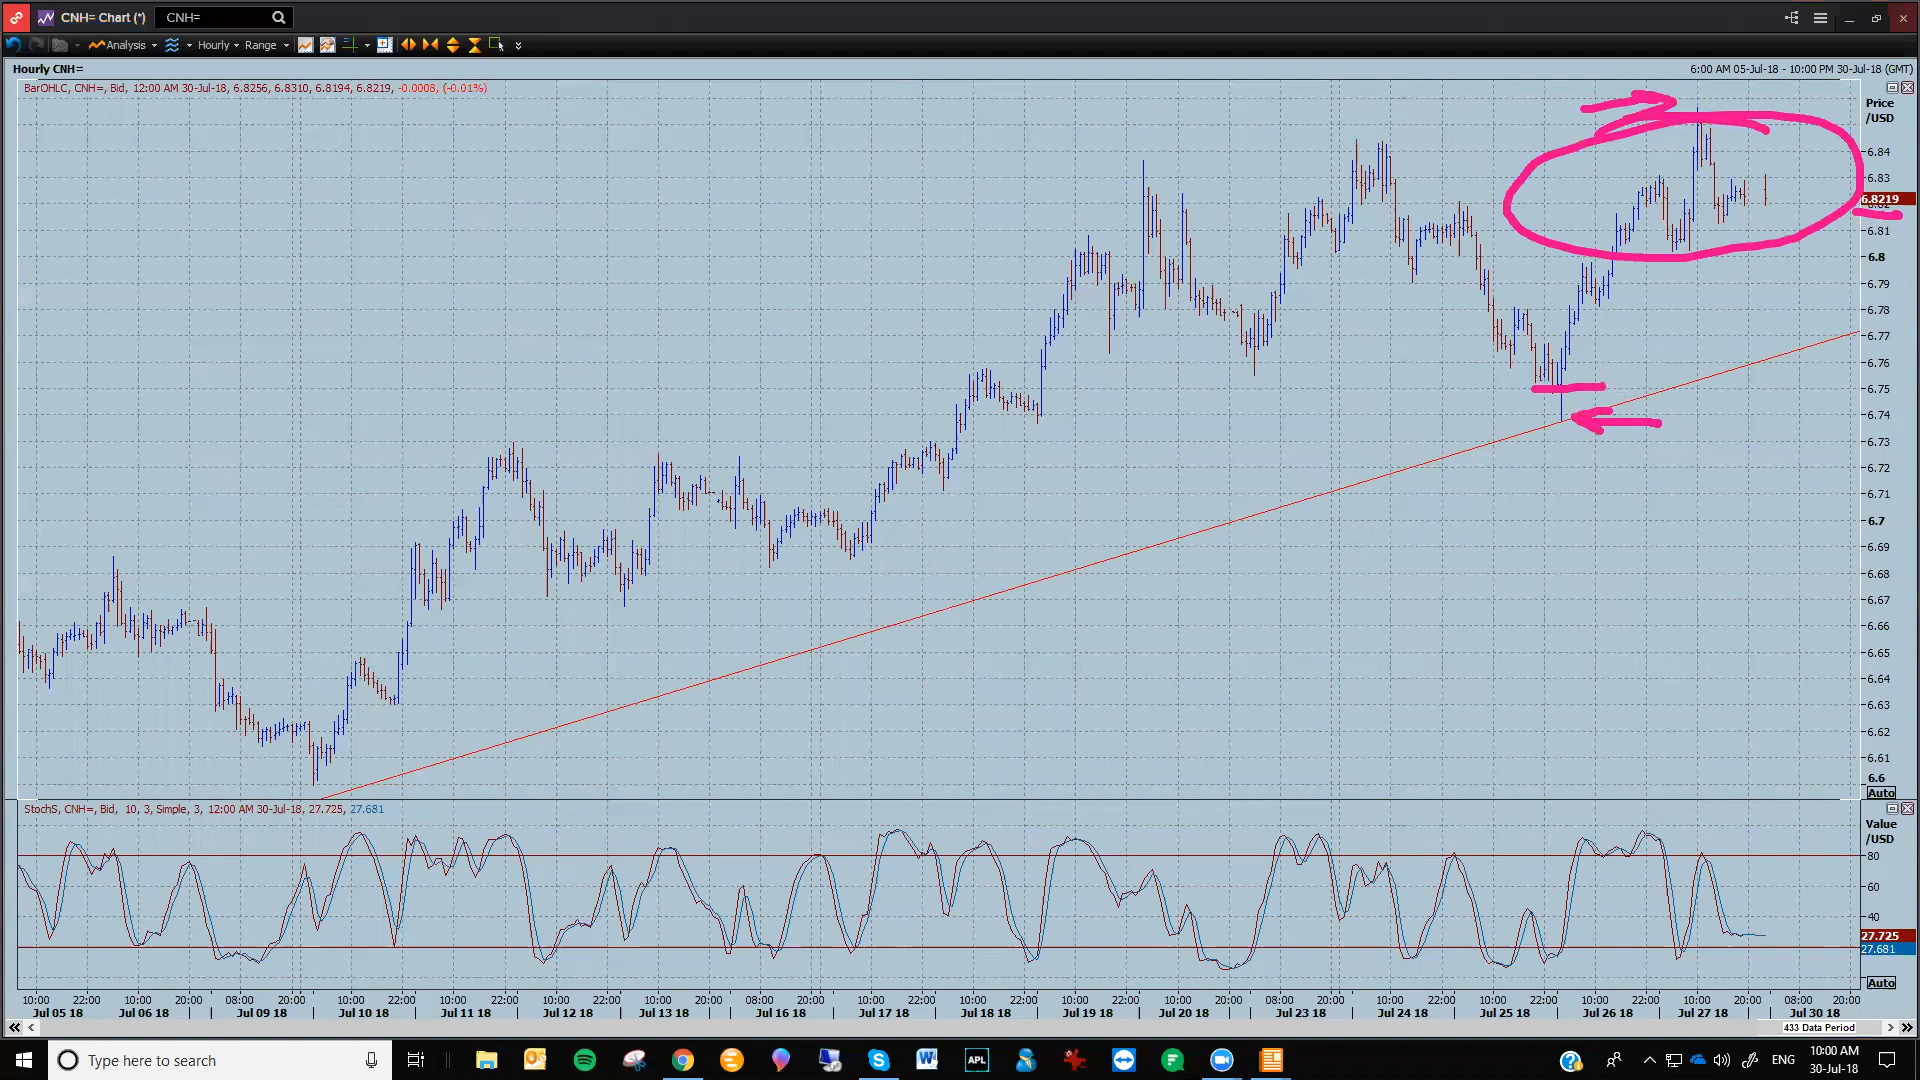 CNH= Chart (*) CNH=
Analysis Hourly Range
Hourly CNH= 6:00 AM 05-Jul-18 - 10:00 PM 30-Jul-18 (GMT)
BarOHLC, CNH=, Bid, 12:00 AM 30-Jul-18, 6.8256, 6.8310, 6.8194, 6.8219, -0.0008, (-0.01%)
Price
/USD
6.84
6.83
6.8219
6.81
6.8
6.79
6.78
6.77
6.76
6.75
6.74
6.73
6.72
6.71
6.7
6.69
6.68
6.67
6.66
6.65
6.64
6.63
6.62
6.61
6.6
Auto
StochS, CNH=, Bid, 10, 3, Simple, 3, 12:00 AM 30-Jul-18, 27.725, 27.681
Value
/USD
80
60
40
27.725
27.681
Auto
10:00 22:00 10:00 20:00 08:00 20:00 10:00 22:00 10:00 22:00 10:00 22:00 10:00 20:00 08:00 20:00 10:00 22:00 10:00 22:00 10:00 22:00 10:00 22:00 08:00 20:00 10:00 22:00 10:00 22:00 10:00 22:00 10:00 20:00 08:00 20:00
Jul 05 18 Jul 06 18 Jul 09 18 Jul 10 18 Jul 11 18 Jul 12 18 Jul 13 18 Jul 16 18 Jul 17 18 Jul 18 18 Jul 19 18 Jul 20 18 Jul 23 18 Jul 24 18 Jul 25 18 Jul 26 18 Jul 27 18 Jul 30 18
433 Data Period
Type here to search APL ENG 10:00 AM
30-Jul-18